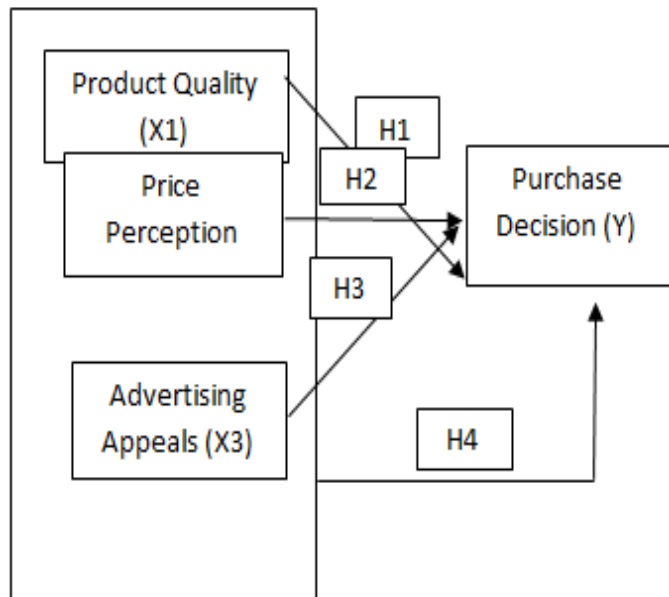 Product Quality
(X1)
H1
H2
Price
Perception
Purchase
Decision (Y)
H3
Advertising
Appeals (X3)
H4